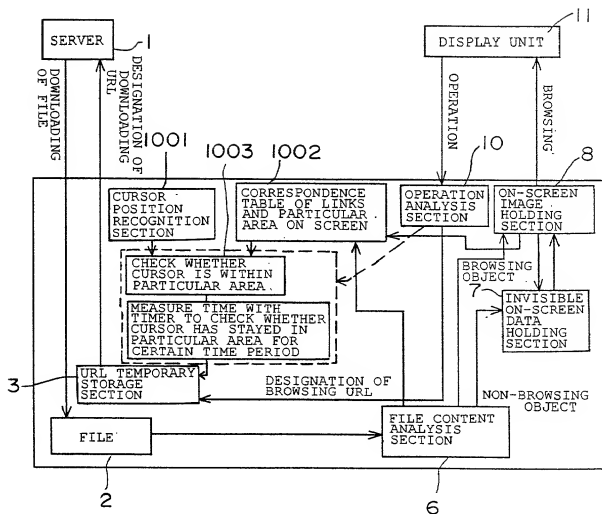 SERVER
1
DISPLAY UNIT
11
DOWNLOADING
OF FILE
DESIGNATION OF
DOWNLOADING
URL
OPERATION
BROWSING
1001
1003
1002
10
8
CURSOR
POSITION
RECOGNITION
SECTION
CORRESPONDENCE
TABLE OF LINKS
AND PARTICULAR
AREA ON SCREEN
OPERATION
ANALYSIS
SECTION
ON-SCREEN
IMAGE
HOLDING
SECTION
CHECK WHETHER
CURSOR IS WITHIN
PARTICULAR AREA
BROWSING
OBJECT
MEASURE TIME WITH
TIMER TO CHECK WHETHER
CURSOR HAS STAYED IN
PARTICULAR AREA FOR
CERTAIN TIME PERIOD
7
INVISIBLE
ON-SCREEN
DATA
HOLDING
SECTION
3
URL TEMPORARY
STORAGE
SECTION
DESIGNATION OF
BROWSING URL
NON-BROWSING
OBJECT
FILE
2
FILE CONTENT
ANALYSIS
SECTION
6